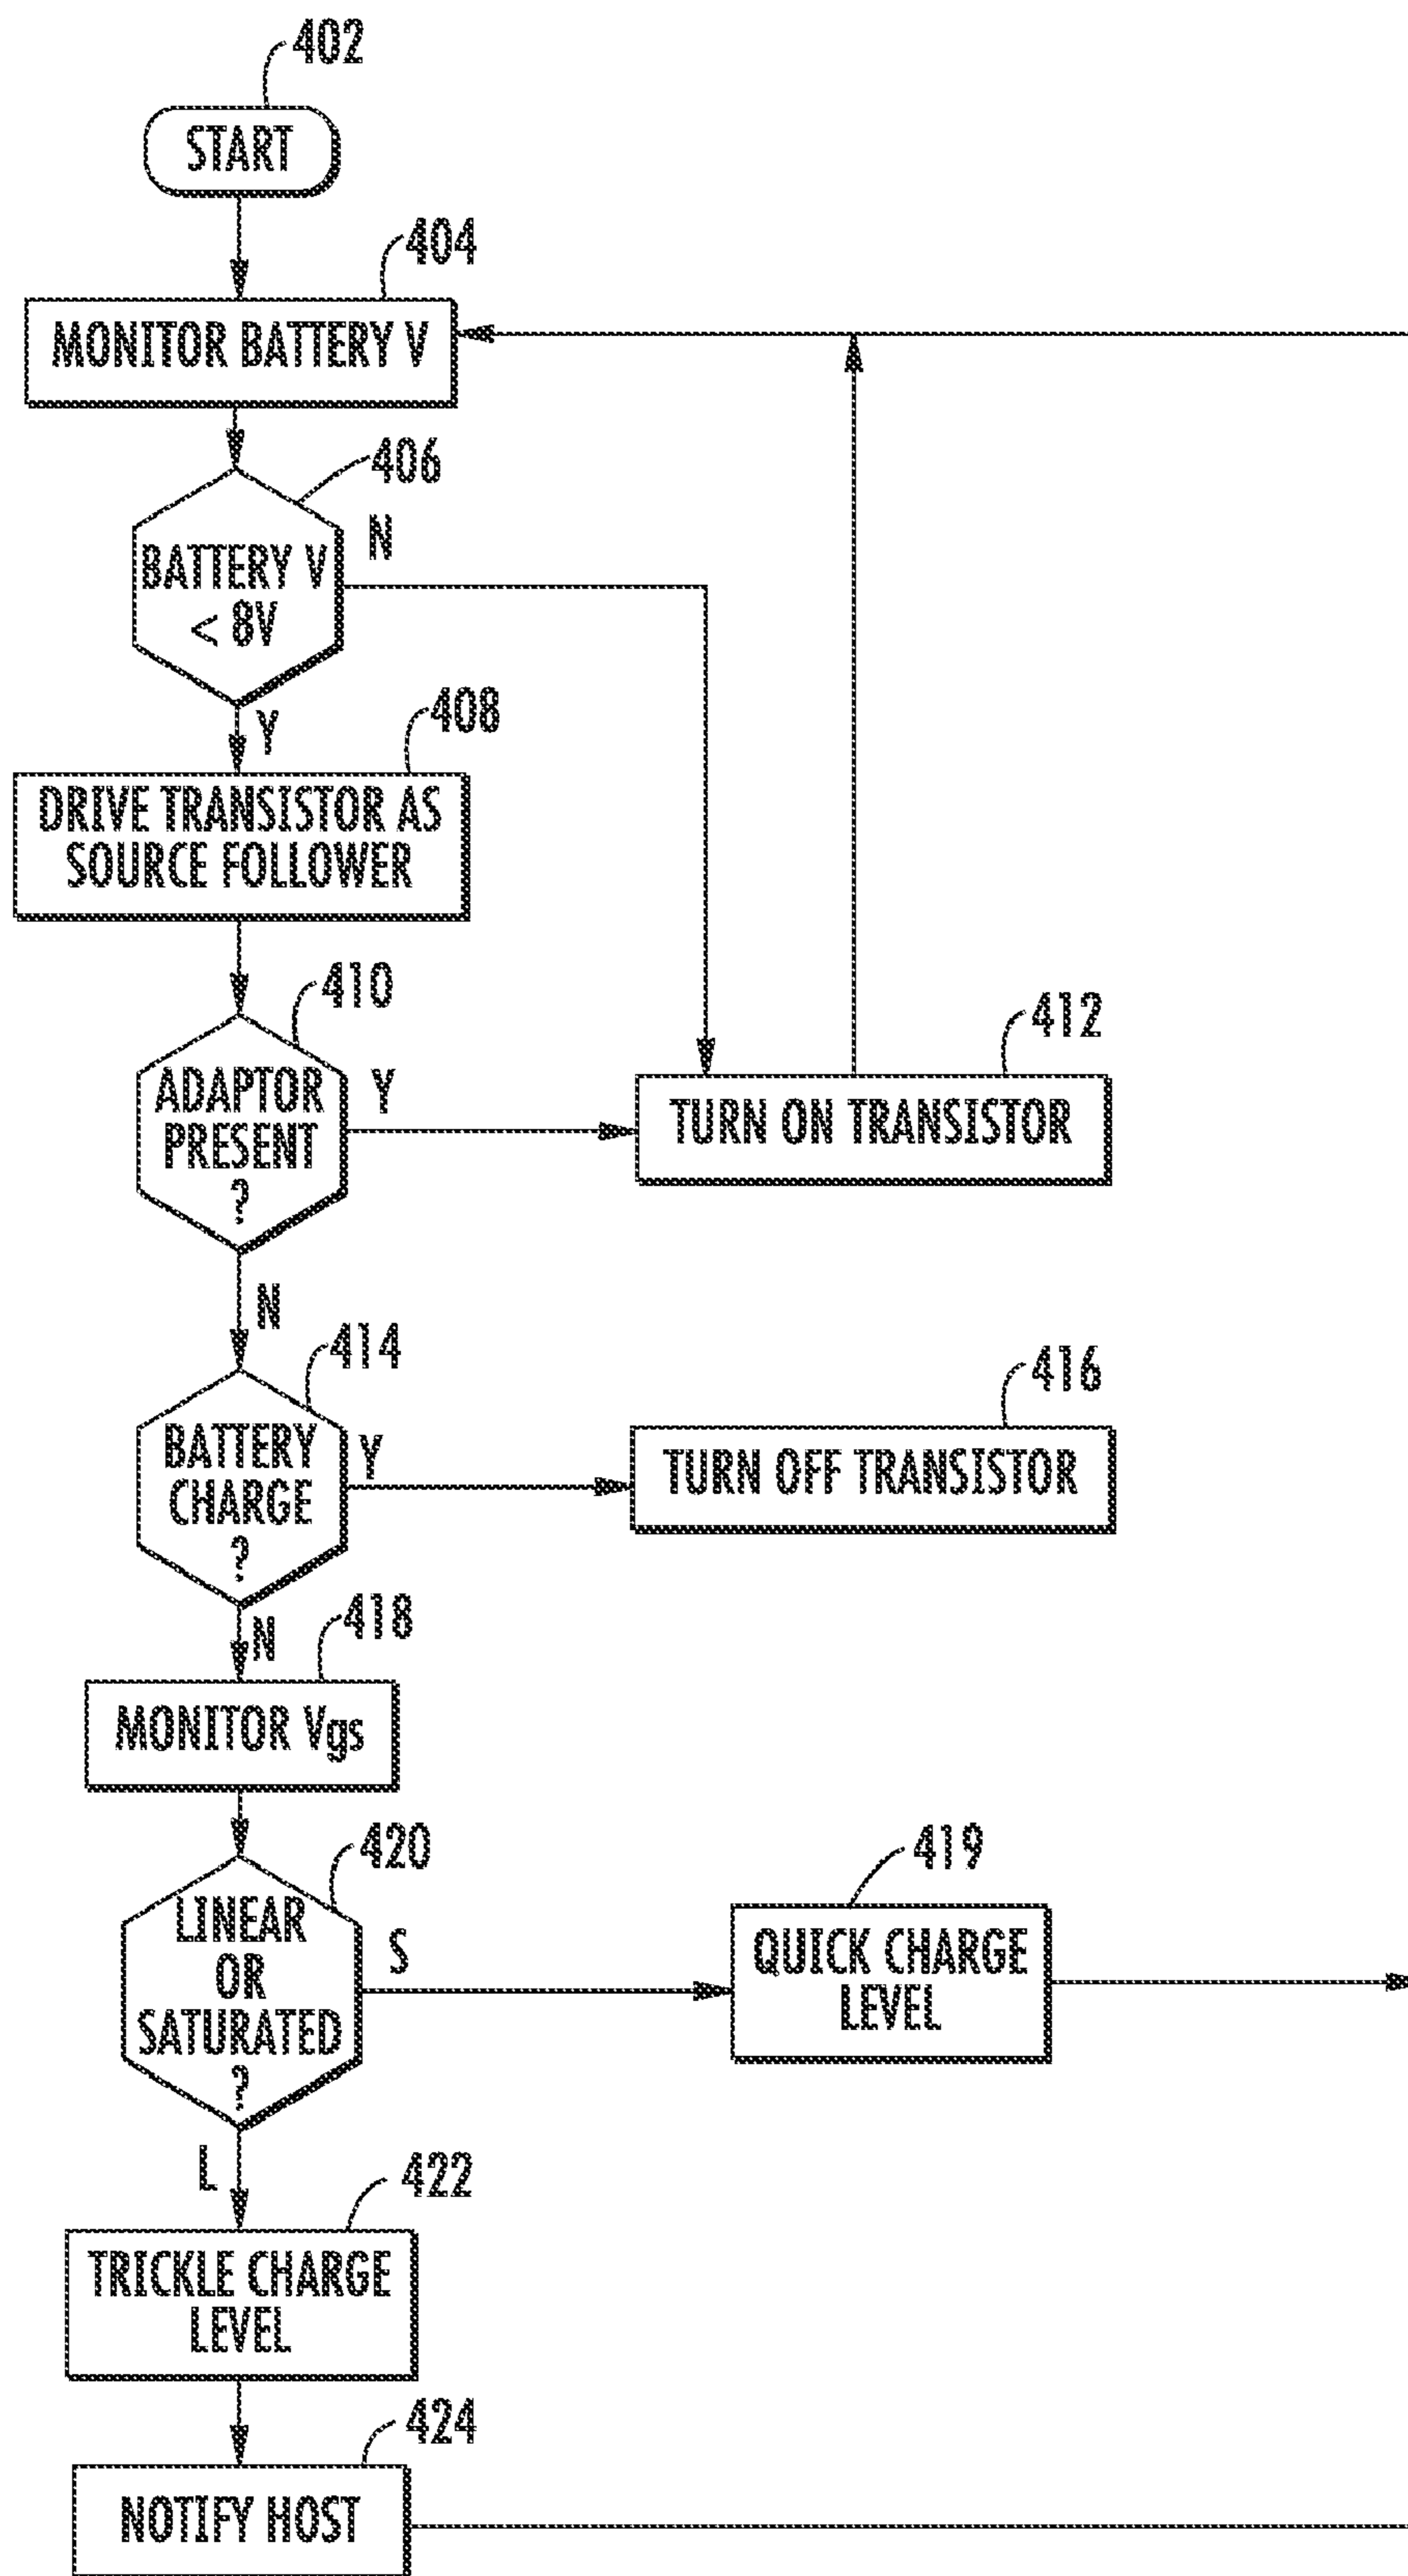 402
START
404
MONITOR BATTERY V
406
BATTERY V
< 8V
N
Y
408
DRIVE TRANSISTOR AS
SOURCE FOLLOWER
410
ADAPTOR
PRESENT
?
Y
412
TURN ON TRANSISTOR
N
414
BATTERY
CHARGE
?
Y
416
TURN OFF TRANSISTOR
N
418
MONITOR Vgs
420
LINEAR
OR
SATURATED
?
S
419
QUICK CHARGE
LEVEL
L
422
TRICKLE CHARGE
LEVEL
424
NOTIFY HOST